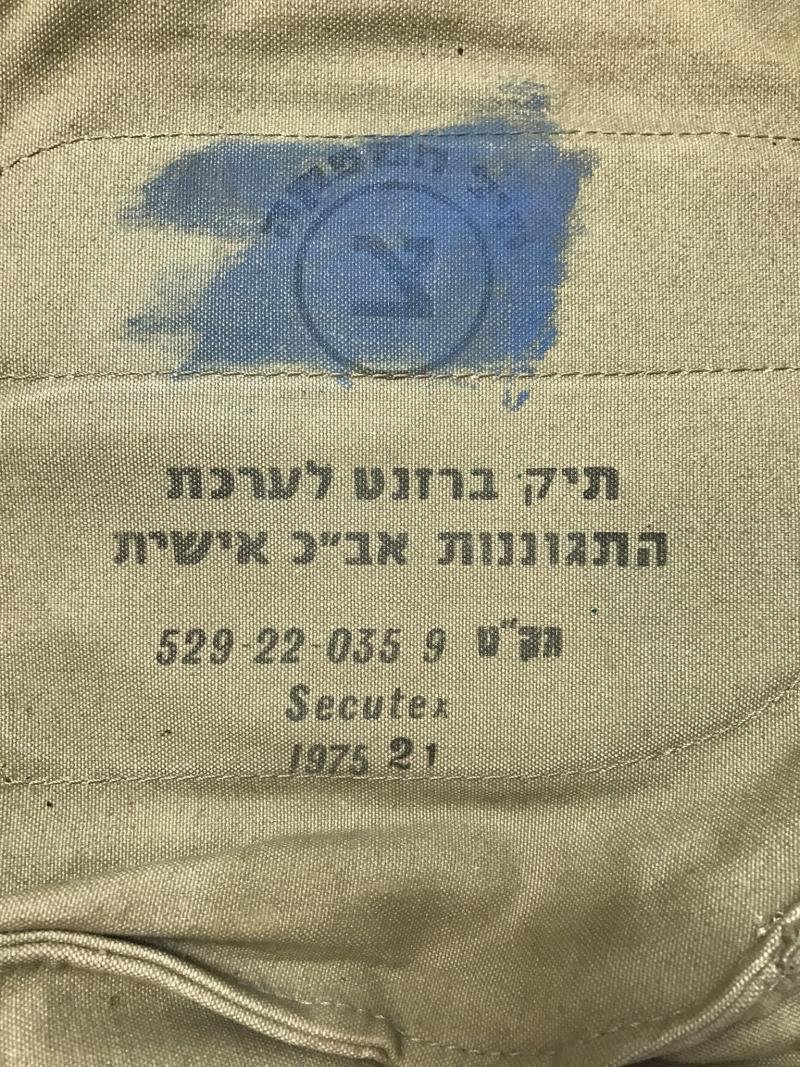 צ
תיק ברזנט לערכת
התגוננות אב״כ אישית
529-22-035 9 מק"ט
Secutex
1975 21